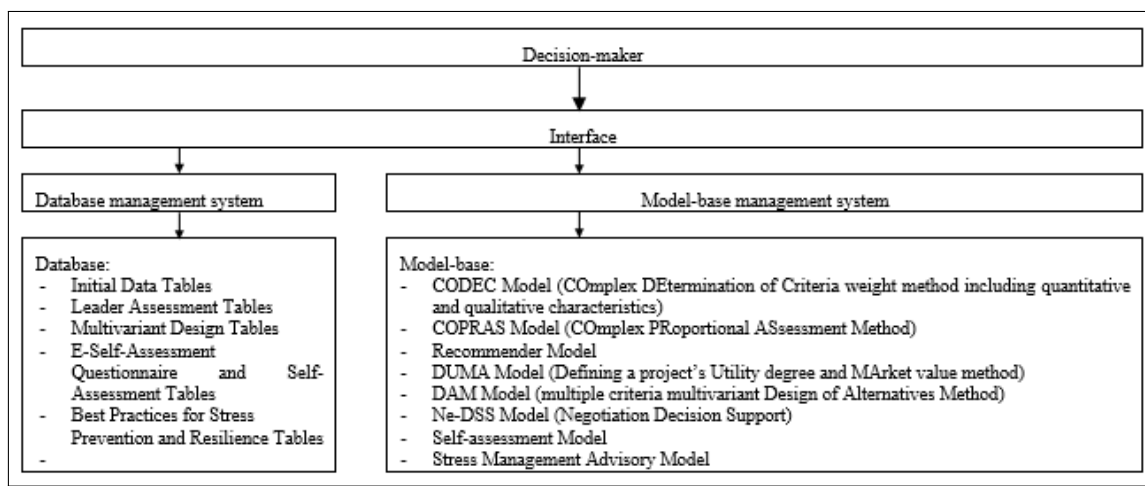 Decision-maker
Interface
Database management system
Model-base management system
Database:
- Initial Data Tables
- Leader Assessment Tables
- Multivariant Design Tables
- E-Self-Assessment
Questionnaire and Self-
Assessment Tables
- Best Practices for Stress
Prevention and Resilience Tables
-
Model-base:
- CODEC Model (COmplex DEtermination of Criteria weight method including quantitative
and qualitative characteristics)
- COPRAS Model (COmplex PRoportional ASsessment Method)
- Recommender Model
- DUMA Model (Defining a project's Utility degree and MArket value method)
- DAM Model (multiple criteria multivariant Design of Alternatives Method)
- Ne-DSS Model (Negotiation Decision Support)
- Self-assessment Model
- Stress Management Advisory Model